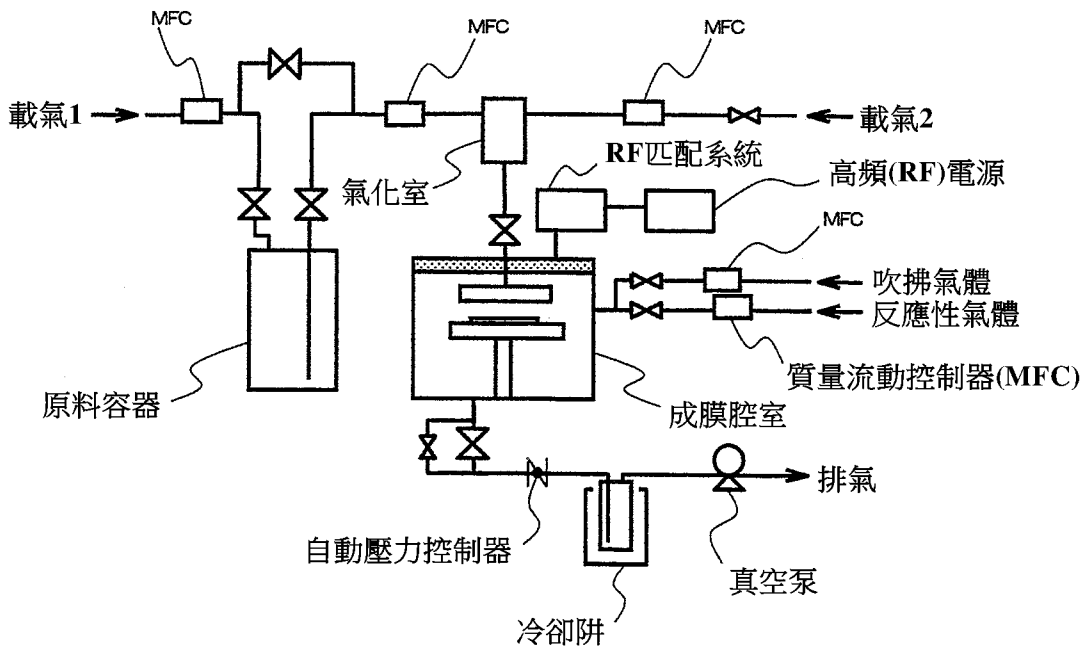 MFC
MFC
MFC
載氣1
載氣2
氣化室
RF匹配系統
高頻(RF)電源
MFC
吹拂氣體
反應性氣體
質量流動控制器(MFC)
原料容器
成膜腔室
排氣
自動壓力控制器
真空泵
冷卻阱